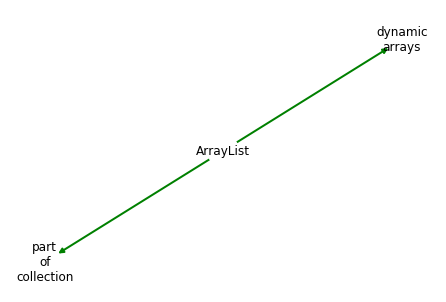 dynamic
arrays
ArrayList
part
of
collection